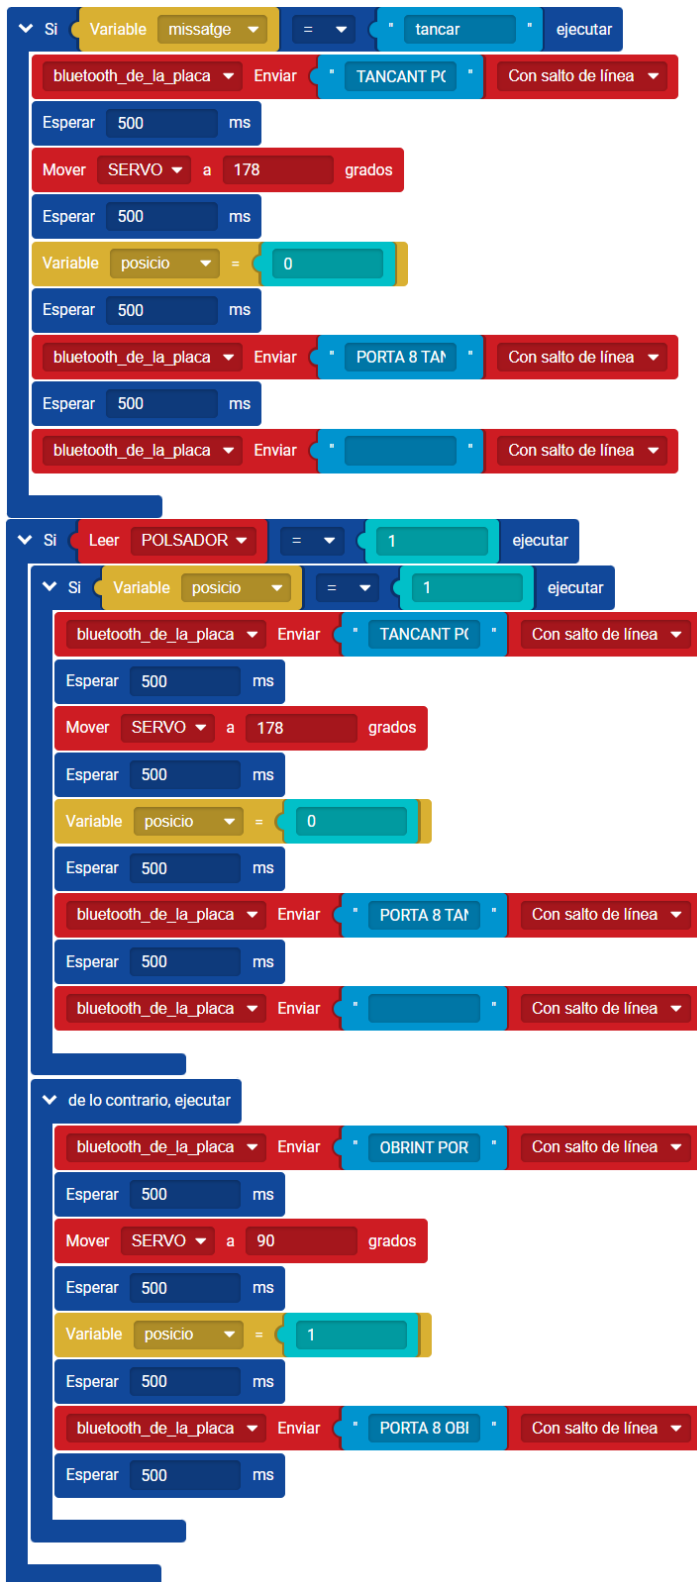 Si Variable missatge = " tancar " ejecutar
bluetooth_de_la_placa Enviar " TANCANT P( " Con salto de línea
Esperar 500 ms
Mover SERVO a 178 grados
Esperar 500 ms
Variable posicio = 0
Esperar 500 ms
bluetooth_de_la_placa Enviar " PORTA 8 TAN " Con salto de línea
Esperar 500 ms
bluetooth_de_la_placa Enviar " " Con salto de línea
Si Leer POLSADOR = 1 ejecutar
Si Variable posicio = 1 ejecutar
bluetooth_de_la_placa Enviar " TANCANT P( " Con salto de línea
Esperar 500 ms
Mover SERVO a 178 grados
Esperar 500 ms
Variable posicio = 0
Esperar 500 ms
bluetooth_de_la_placa Enviar " PORTA 8 TAN " Con salto de línea
Esperar 500 ms
bluetooth_de_la_placa Enviar " " Con salto de línea
de lo contrario, ejecutar
bluetooth_de_la_placa Enviar " OBRINT POR " Con salto de línea
Esperar 500 ms
Mover SERVO a 90 grados
Esperar 500 ms
Variable posicio = 1
Esperar 500 ms
bluetooth_de_la_placa Enviar " PORTA 8 OBI " Con salto de línea
Esperar 500 ms